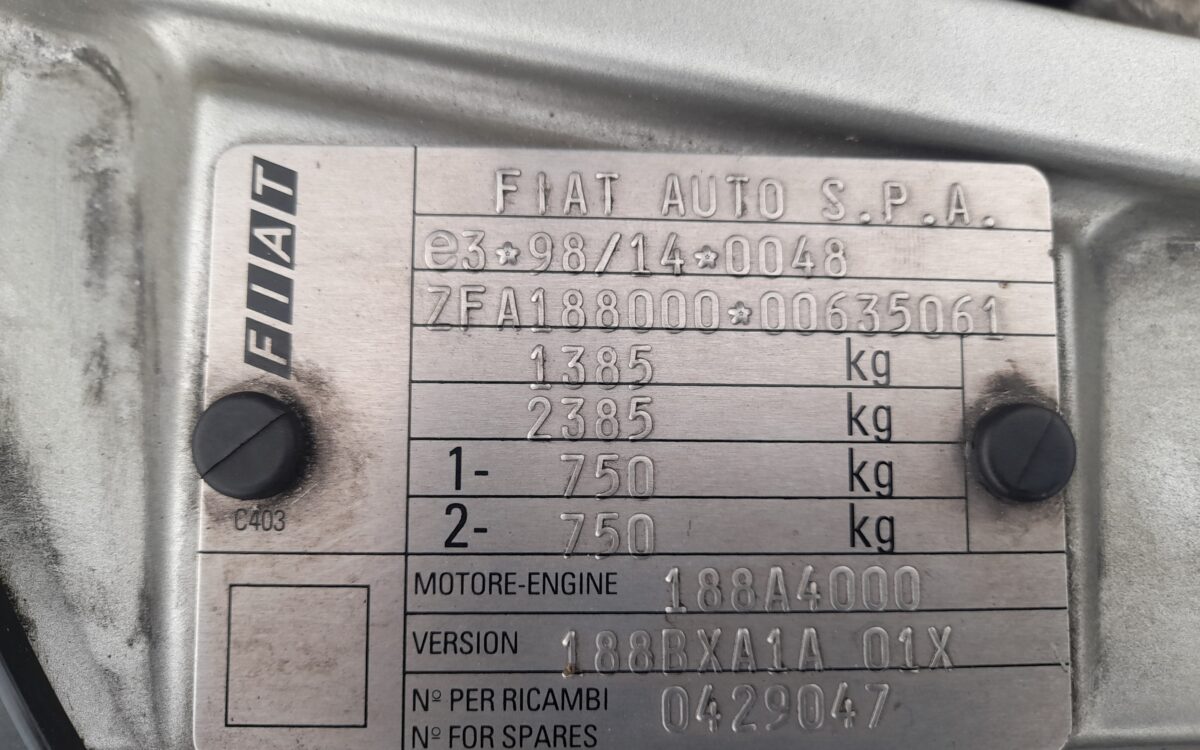 FIAT
FIAT AUTO S.P.A.
e3*98/14*0048
ZFA188000*00635061
1385 kg
2385 kg
1- 750 kg
2- 750 kg
C403
MOTORE-ENGINE 188A4000
VERSION 188BXA1A 01X
Nº PER RICAMBI 0429047
Nº FOR SPARES